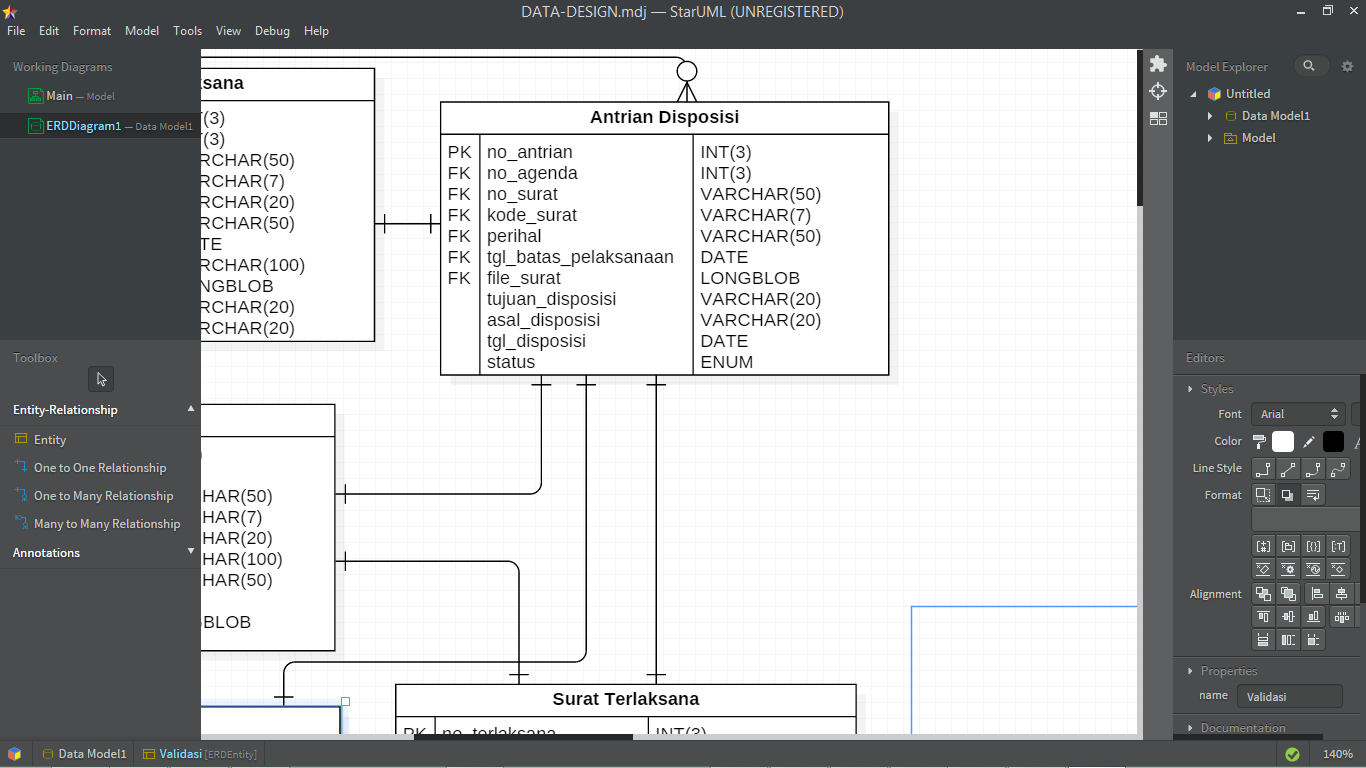 DATA-DESIGN.mdj — StarUML (UNREGISTERED)
File Edit Format Model Tools View Debug Help
Working Diagrams
Main — Model
ERDDiagram1 — Data Model1
Toolbox
Entity-Relationship
Entity
One to One Relationship
One to Many Relationship
Many to Many Relationship
Annotations
ksana
(3)
(3)
RCHAR(50)
RCHAR(7)
RCHAR(20)
RCHAR(50)
TE
RCHAR(100)
NGBLOB
RCHAR(20)
RCHAR(20)
Antrian Disposisi
PK no_antrian INT(3)
FK no_agenda INT(3)
FK no_surat VARCHAR(50)
FK kode_surat VARCHAR(7)
FK perihal VARCHAR(50)
FK tgl_batas_pelaksanaan DATE
FK file_surat LONGBLOB
tujuan_disposisi VARCHAR(20)
asal_disposisi VARCHAR(20)
tgl_disposisi DATE
status ENUM
HAR(50)
HAR(7)
HAR(20)
HAR(100)
HAR(50)
BLOB
Surat Terlaksana
PK no_terlaksana INT(3)
Model Explorer
Untitled
Data Model1
Model
Editors
Styles
Font Arial
Color
Line Style
Format
Alignment
Properties
name Validasi
Documentation
Data Model1 Validasi [ERDEntity]
140%